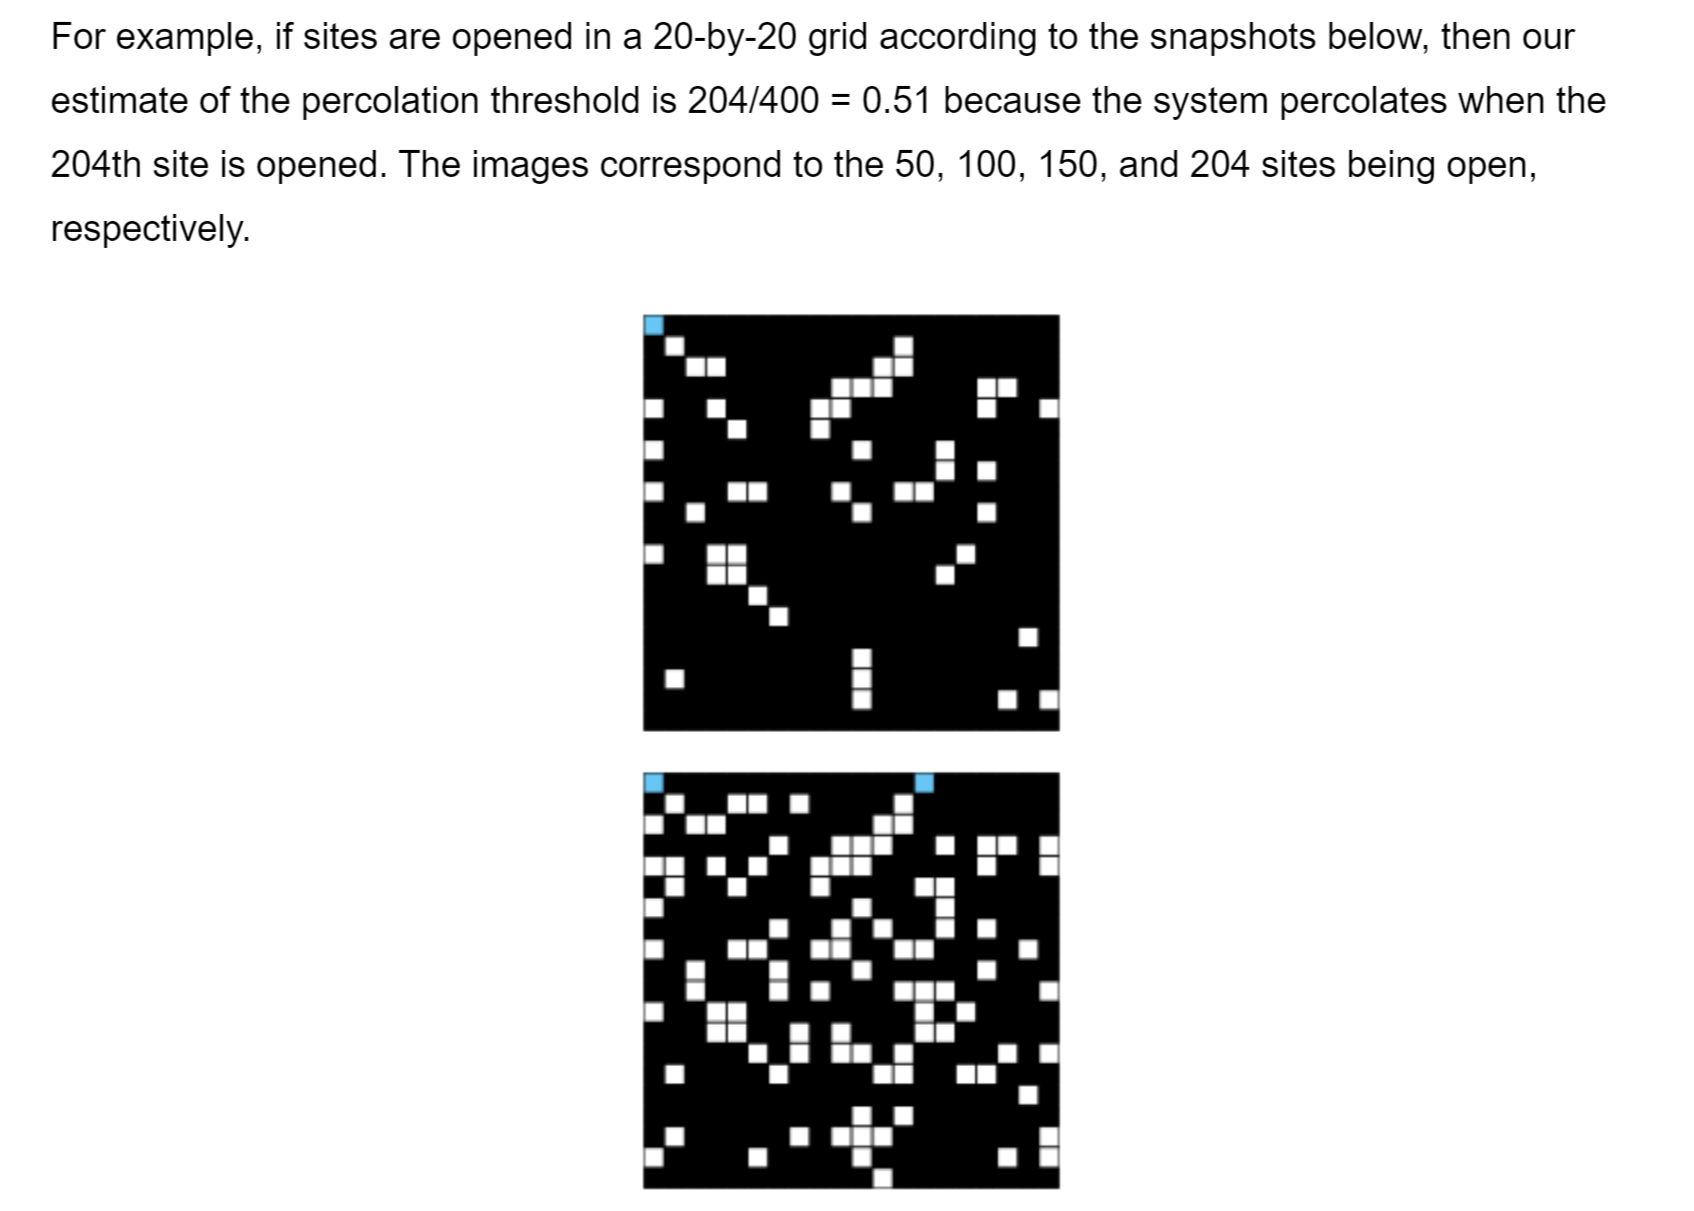 For example, if sites are opened in a 20-by-20 grid according to the snapshots below, then our
estimate of the percolation threshold is 204/400 = 0.51 because the system percolates when the
204th site is opened. The images correspond to the 50, 100, 150, and 204 sites being open,
respectively.